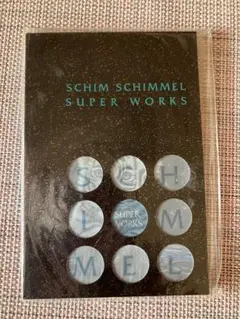 SCHIM SCHIMMEL
SUPER WORKS
S C H
I SUPER WORKS M
M E L